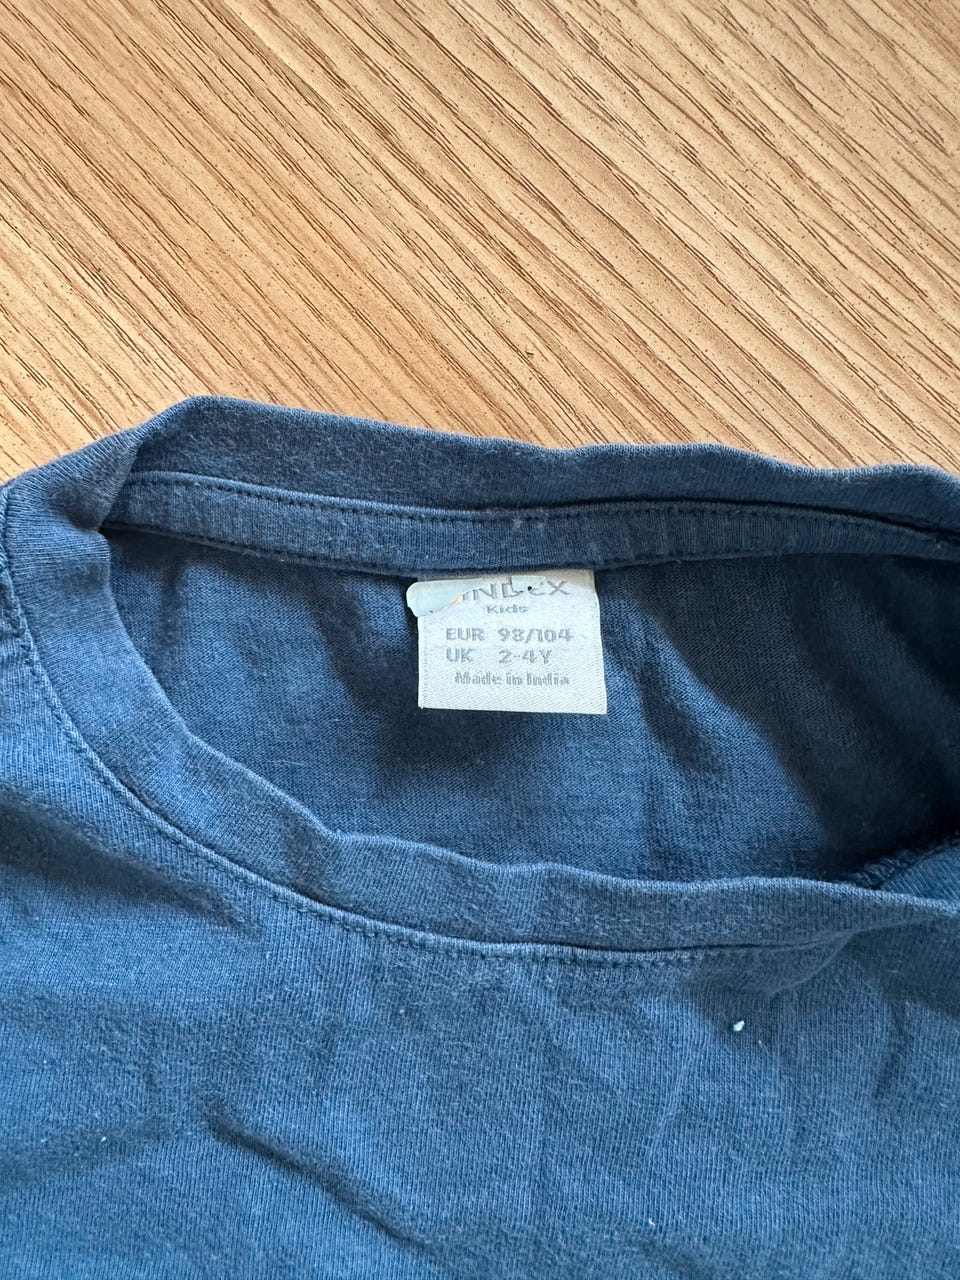 Kids
EUR 98/104
UK 2-4Y
Made in India